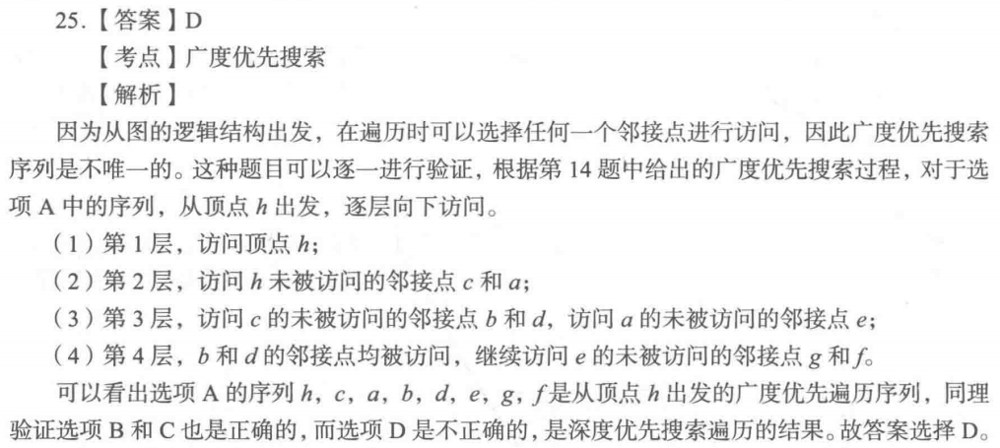 25.【答案】D
【考点】广度优先搜索
【解析】
因为从图的逻辑结构出发，在遍历时可以选择任何一个邻接点进行访问，因此广度优先搜索
序列是不唯一的。这种题目可以逐一进行验证，根据第 14 题中给出的广度优先搜索过程，对于选
项 A 中的序列，从顶点 h 出发，逐层向下访问。
（1）第 1 层，访问顶点 h；
（2）第 2 层，访问 h 未被访问的邻接点 c 和 a；
（3）第 3 层，访问 c 的未被访问的邻接点 b 和 d，访问 a 的未被访问的邻接点 e；
（4）第 4 层，b 和 d 的邻接点均被访问，继续访问 e 的未被访问的邻接点 g 和 f。
可以看出选项 A 的序列 h，c，a，b，d，e，g，f 是从顶点 h 出发的广度优先遍历序列，同理
验证选项 B 和 C 也是正确的，而选项 D 是不正确的，是深度优先搜索遍历的结果。故答案选择 D。